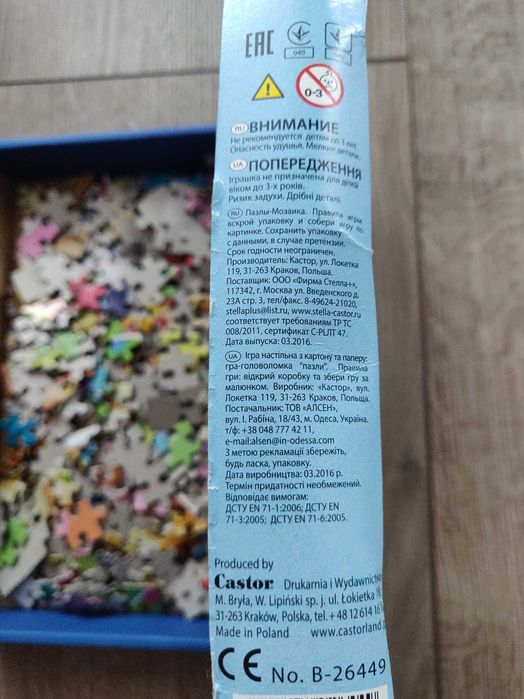 EAC
040
0-3
RU ВНИМАНИЕ
Не рекомендуется детям до 3 лет.
Опасность удушья. Мелкие детали.
UA ПОПЕРЕДЖЕННЯ
Іграшка не призначена для дітей
віком до 3-х років.
Ризик задухи. Дрібні деталі.
RU Пазлы-Мозаика. Правила игры:
вскрой упаковку и собери игру по
картинке. Сохранить упаковку
с данными, в случае претензии.
Срок годности неограничен.
Производитель: Кастор, ул. Локетка
119, 31-263 Краков, Польша.
Поставщик: ООО «Фирма Стелла+»,
117342, г. Москва ул. Введенского д.
23А стр. 3, тел/факс. 8-49624-21020,
stellaplus@list.ru, www.stella-castor.ru
соответствует требованиям ТР ТС
008/2011, сертификат C-PL.ПТ 47.
Дата выпуска: 03.2016.
UA Ігра настільна з картону та паперу:
гра-головоломка "пазли". Правила
гри: відкрий коробку та збери гру за
малюнком. Виробник: «Кастор», вул.
Локетка 119, 31-263 Краков, Польща.
Постачальник: ТОВ «АЛСЕН»,
вул. І. Рабіна, 18/43, м. Одеса, Україна.
т/ф: +38 048 777 42 11,
e-mail:alsen@in-odessa.com
З метою рекламації збережіть,
будь ласка, упаковку.
Дата виробництва: 03.2016 р.
Термін придатності необмежений.
Відповідає вимогам:
ДСТУ EN 71-1:2006; ДСТУ EN
71-3:2005; ДСТУ EN 71-6:2005.
Produced by
Castor Drukarnia i Wydawnictwo
M. Bryła, W. Lipiński sp. j. ul. Łokietka
31-263 Kraków, Polska, tel. +48 12 614 16
Made in Poland www.castorland.
CE No. B-26449